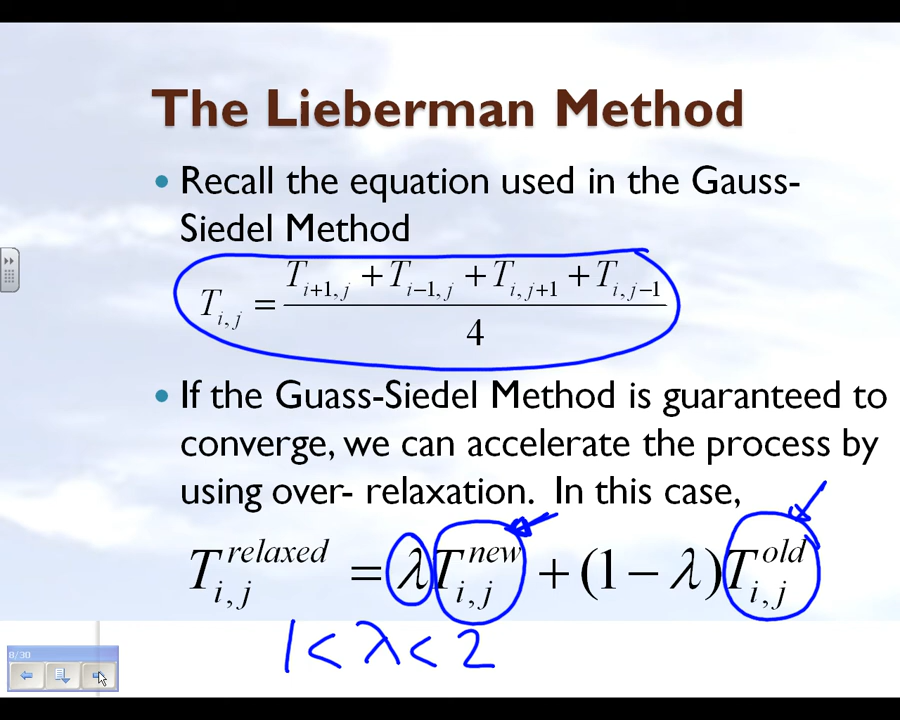 The Lieberman Method
• Recall the equation used in the Gauss-
Siedel Method
T_{i,j} = \frac{T_{i+1,j} + T_{i-1,j} + T_{i,j+1} + T_{i,j-1}}{4}
• If the Guass-Siedel Method is guaranteed to
converge, we can accelerate the process by
using over- relaxation. In this case,
T_{i,j}^{relaxed} = λT_{i,j}^{new} + (1 − λ)T_{i,j}^{old}
1 < λ < 2
8/30